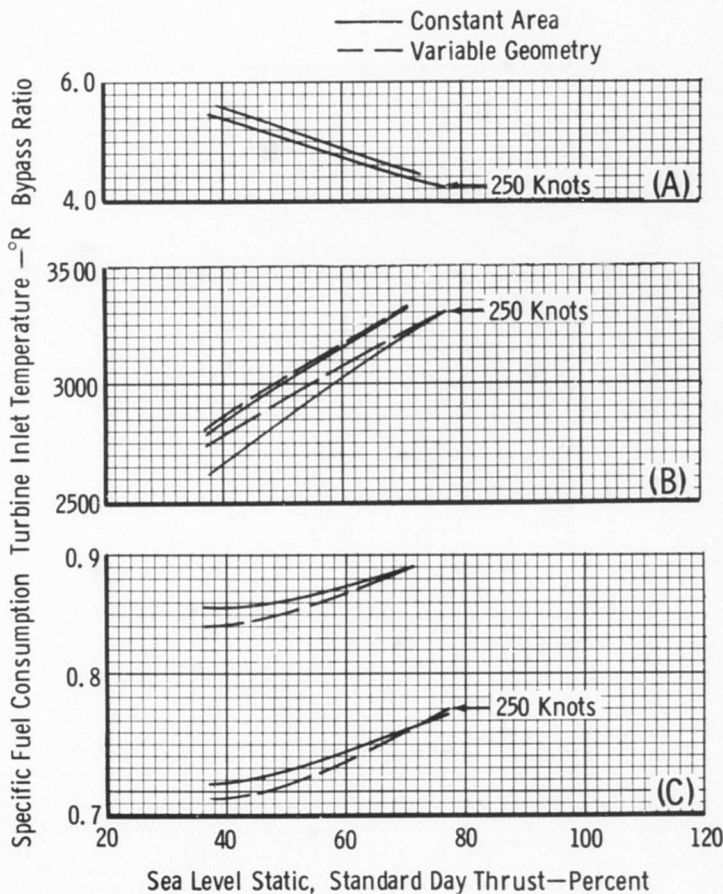 Constant Area
Variable Geometry
Bypass Ratio
6.0
4.0
250 Knots
(A)
Turbine Inlet Temperature —°R
3500
3000
2500
250 Knots
(B)
Specific Fuel Consumption
0.9
0.8
0.7
250 Knots
(C)
20 40 60 80 100 120
Sea Level Static, Standard Day Thrust—Percent